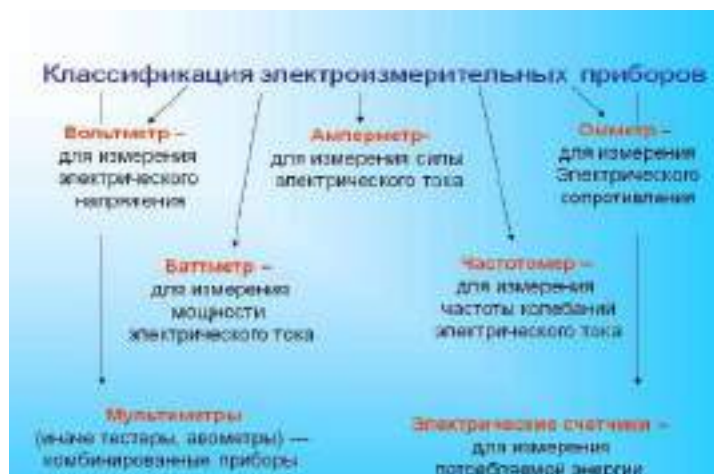 Классификация электроизмерительных приборов
Вольтметр –
для измерения
электрического
напряжения
Амперметр-
для измерения силы
электрического тока
Омметр –
для измерения
Электрического
сопротивления
Ваттметр –
для измерения
мощности
электрического тока
Частотомер –
для измерения
частоты колебаний
электрического тока
Мультиметры
(иначе тестеры, авометры) —
комбинированные приборы
Электрические счетчики –
для измерения
потребляемой энергии